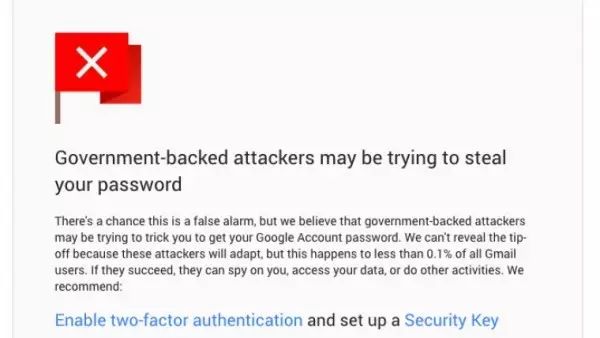 Government-backed attackers may be trying to steal
your password
There's a chance this is a false alarm, but we believe that government-backed attackers
may be trying to trick you to get your Google Account password. We can't reveal the tip-
off because these attackers will adapt, but this happens to less than 0.1% of all Gmail
users. If they succeed, they can spy on you, access your data, or do other activities. We
recommend:
Enable two-factor authentication and set up a Security Key